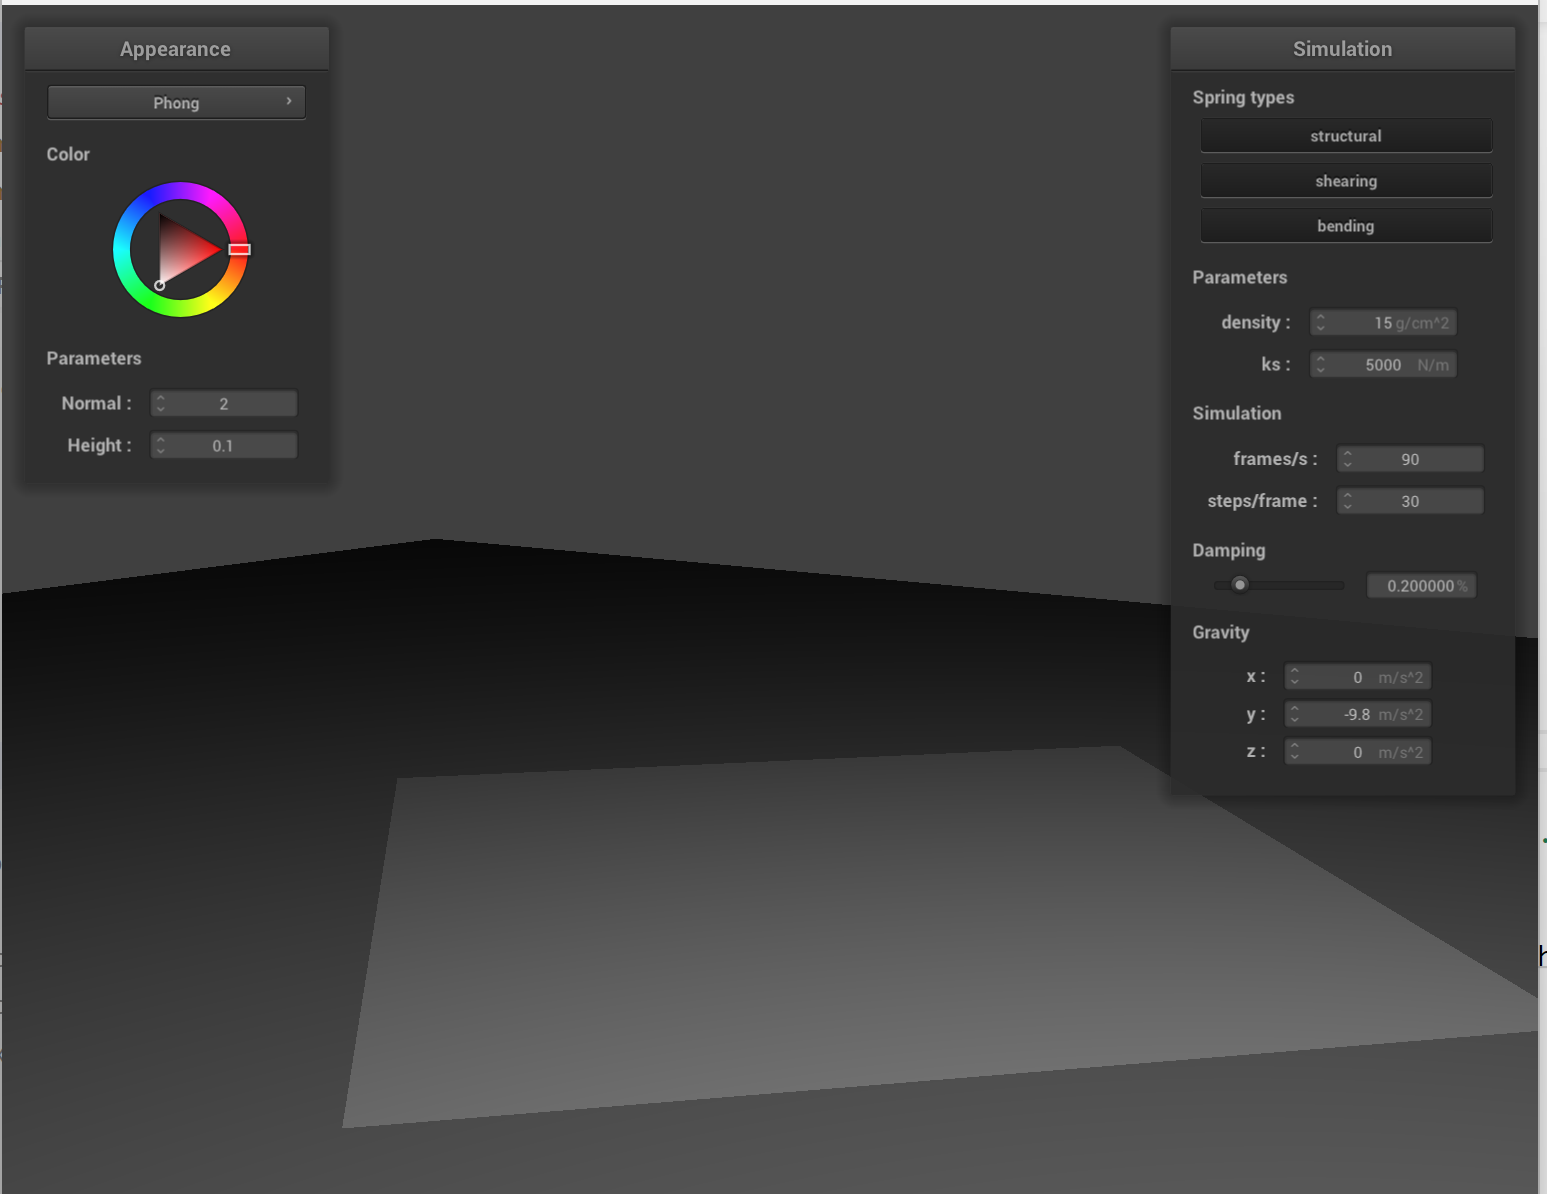 Appearance
Phong
Color
Parameters
Normal : 2
Height : 0.1
Simulation
Spring types
structural
shearing
bending
Parameters
density : 15 g/cm^2
ks : 5000 N/m
Simulation
frames/s : 90
steps/frame : 30
Damping
0.200000 %
Gravity
x : 0 m/s^2
y : -9.8 m/s^2
z : 0 m/s^2